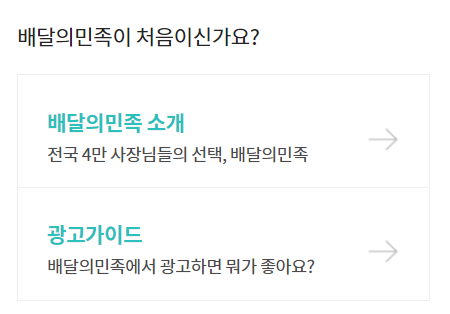 배달의민족이 처음이신가요?
배달의민족 소개
전국 4만 사장님들의 선택, 배달의민족
광고가이드
배달의민족에서 광고하면 뭐가 좋아요?